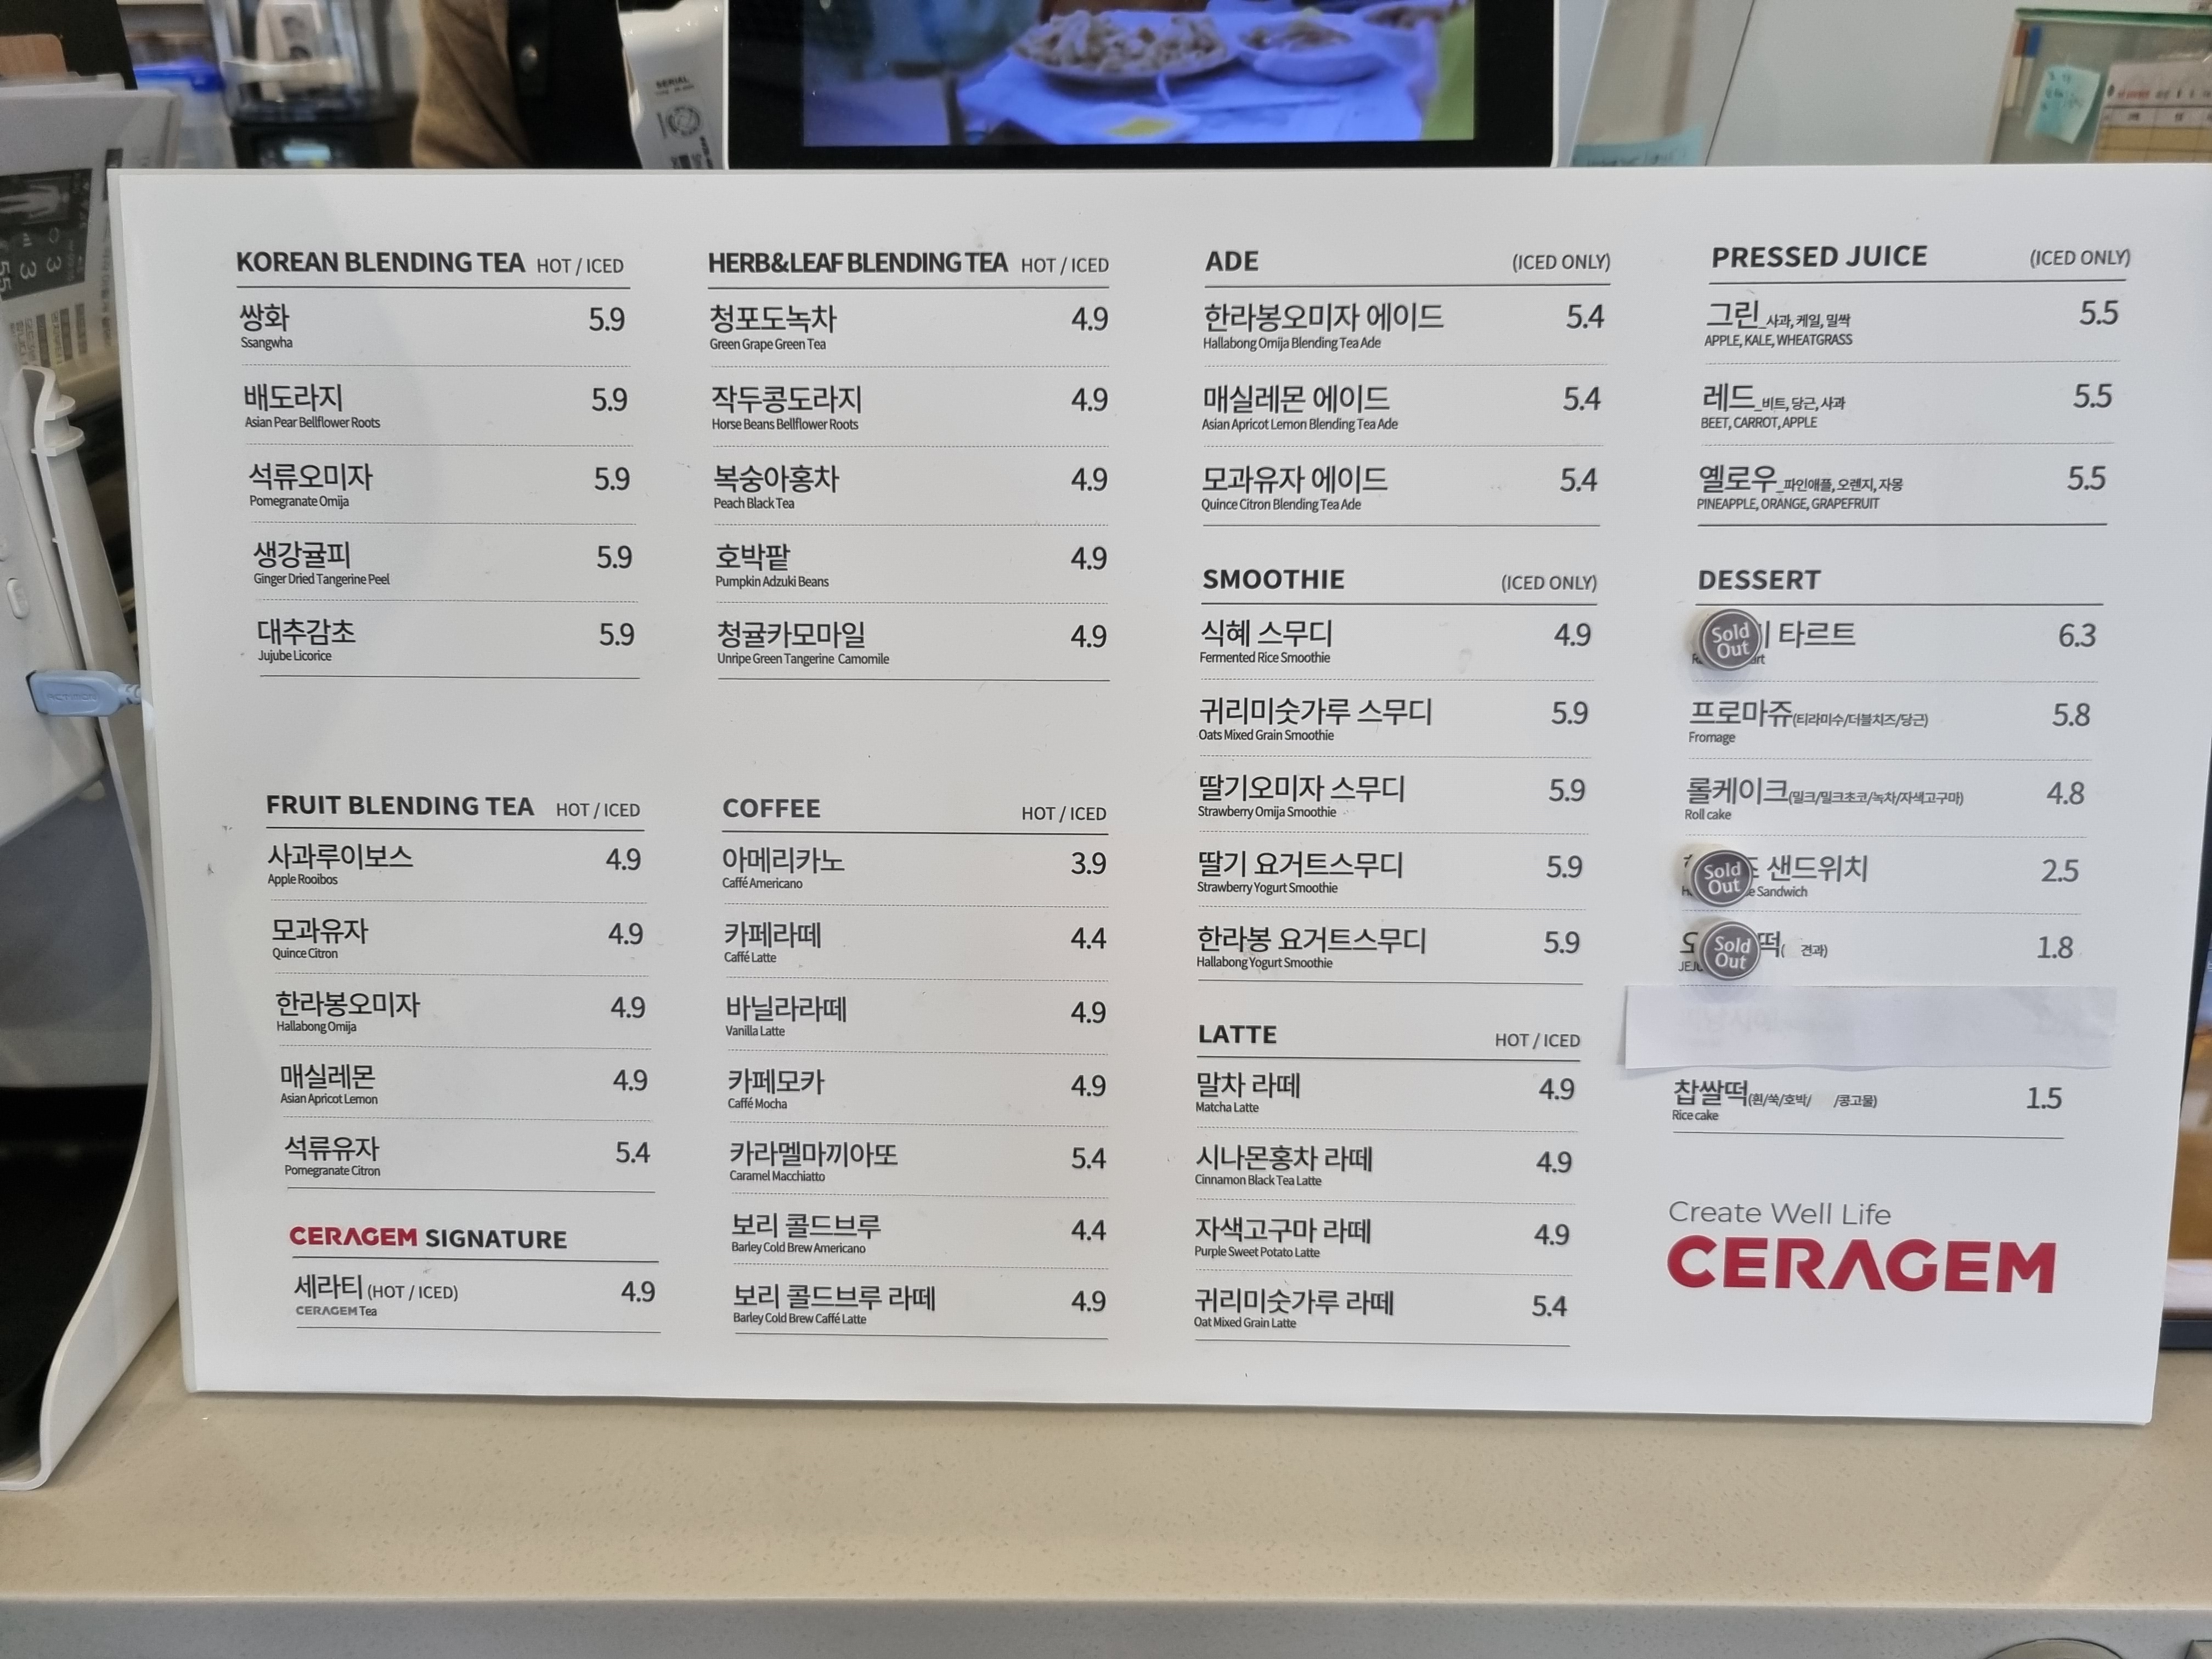 KOREAN BLENDING TEA HOT / ICED
쌍화 5.9
Ssangwha
배도라지 5.9
Asian Pear Bellflower Roots
석류오미자 5.9
Pomegranate Omija
생강귤피 5.9
Ginger Dried Tangerine Peel
대추감초 5.9
Jujube Licorice
FRUIT BLENDING TEA HOT / ICED
사과루이보스 4.9
Apple Rooibos
모과유자 4.9
Quince Citron
한라봉오미자 4.9
Hallabong Omija
매실레몬 4.9
Asian Apricot Lemon
석류유자 5.4
Pomegranate Citron
CERAGEM SIGNATURE
세라티 (HOT / ICED) 4.9
CERAGEM Tea
HERB&LEAF BLENDING TEA HOT / ICED
청포도녹차 4.9
Green Grape Green Tea
작두콩도라지 4.9
Horse Beans Bellflower Roots
복숭아홍차 4.9
Peach Black Tea
호박팥 4.9
Pumpkin Adzuki Beans
청귤카모마일 4.9
Unripe Green Tangerine Camomile
COFFEE HOT / ICED
아메리카노 3.9
Caffé Americano
카페라떼 4.4
Caffé Latte
바닐라라떼 4.9
Vanilla Latte
카페모카 4.9
Caffé Mocha
카라멜마끼아또 5.4
Caramel Macchiatto
보리 콜드브루 4.4
Barley Cold Brew Americano
보리 콜드브루 라떼 4.9
Barley Cold Brew Caffé Latte
ADE (ICED ONLY)
한라봉오미자 에이드 5.4
Hallabong Omija Blending Tea Ade
매실레몬 에이드 5.4
Asian Apricot Lemon Blending Tea Ade
모과유자 에이드 5.4
Quince Citron Blending Tea Ade
SMOOTHIE (ICED ONLY)
식혜 스무디 4.9
Fermented Rice Smoothie
귀리미숫가루 스무디 5.9
Oats Mixed Grain Smoothie
딸기오미자 스무디 5.9
Strawberry Omija Smoothie
딸기 요거트스무디 5.9
Strawberry Yogurt Smoothie
한라봉 요거트스무디 5.9
Hallabong Yogurt Smoothie
LATTE HOT / ICED
말차 라떼 4.9
Matcha Latte
시나몬홍차 라떼 4.9
Cinnamon Black Tea Latte
자색고구마 라떼 4.9
Purple Sweet Potato Latte
귀리미숫가루 라떼 5.4
Oat Mixed Grain Latte
PRESSED JUICE (ICED ONLY)
그린_사과, 케일, 밀싹 5.5
APPLE, KALE, WHEATGRASS
레드_비트, 당근, 사과 5.5
BEET, CARROT, APPLE
옐로우_파인애플, 오렌지, 자몽 5.5
PINEAPPLE, ORANGE, GRAPEFRUIT
DESSERT
Sold Out 타르트 6.3
프로마쥬(티라미수/더블치즈/당근) 5.8
Fromage
롤케이크(밀크/밀크초코/녹차/자색고구마) 4.8
Roll cake
Sold Out 샌드위치 2.5
Sandwich
Sold Out 떡( 견과) 1.8
찹쌀떡(흰/쑥/호박/ /콩고물) 1.5
Rice cake
Create Well Life
CERAGEM